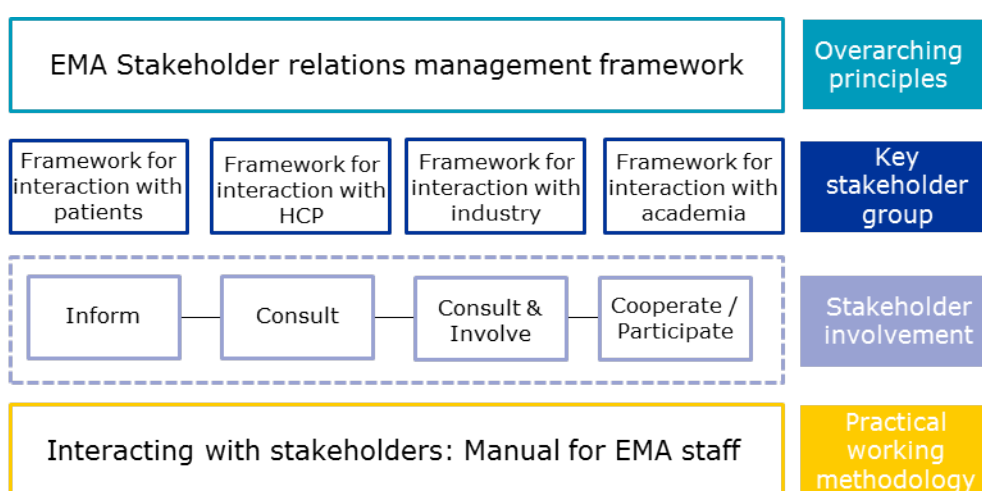 EMA Stakeholder relations management framework
Overarching
principles
Framework for
interaction with
patients
Framework for
interaction with
HCP
Framework for
interaction with
industry
Framework for
interaction with
academia
Key
stakeholder
group
Inform
Consult
Consult &
Involve
Cooperate /
Participate
Stakeholder
involvement
Interacting with stakeholders: Manual for EMA staff
Practical
working
methodology